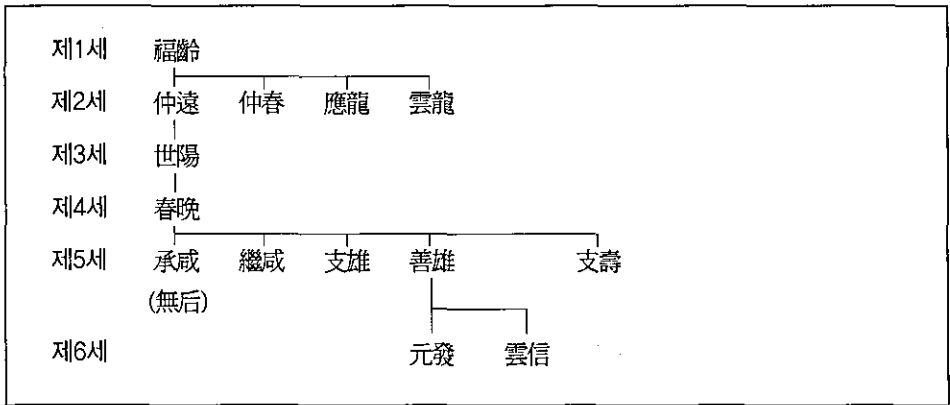 제1세 福齡
제2세 仲遠 仲春 應龍 雲龍
제3세 世陽
제4세 春晩
제5세 承咸 繼咸 支雄 善雄 支壽
(無后)
제6세 元發 雲信